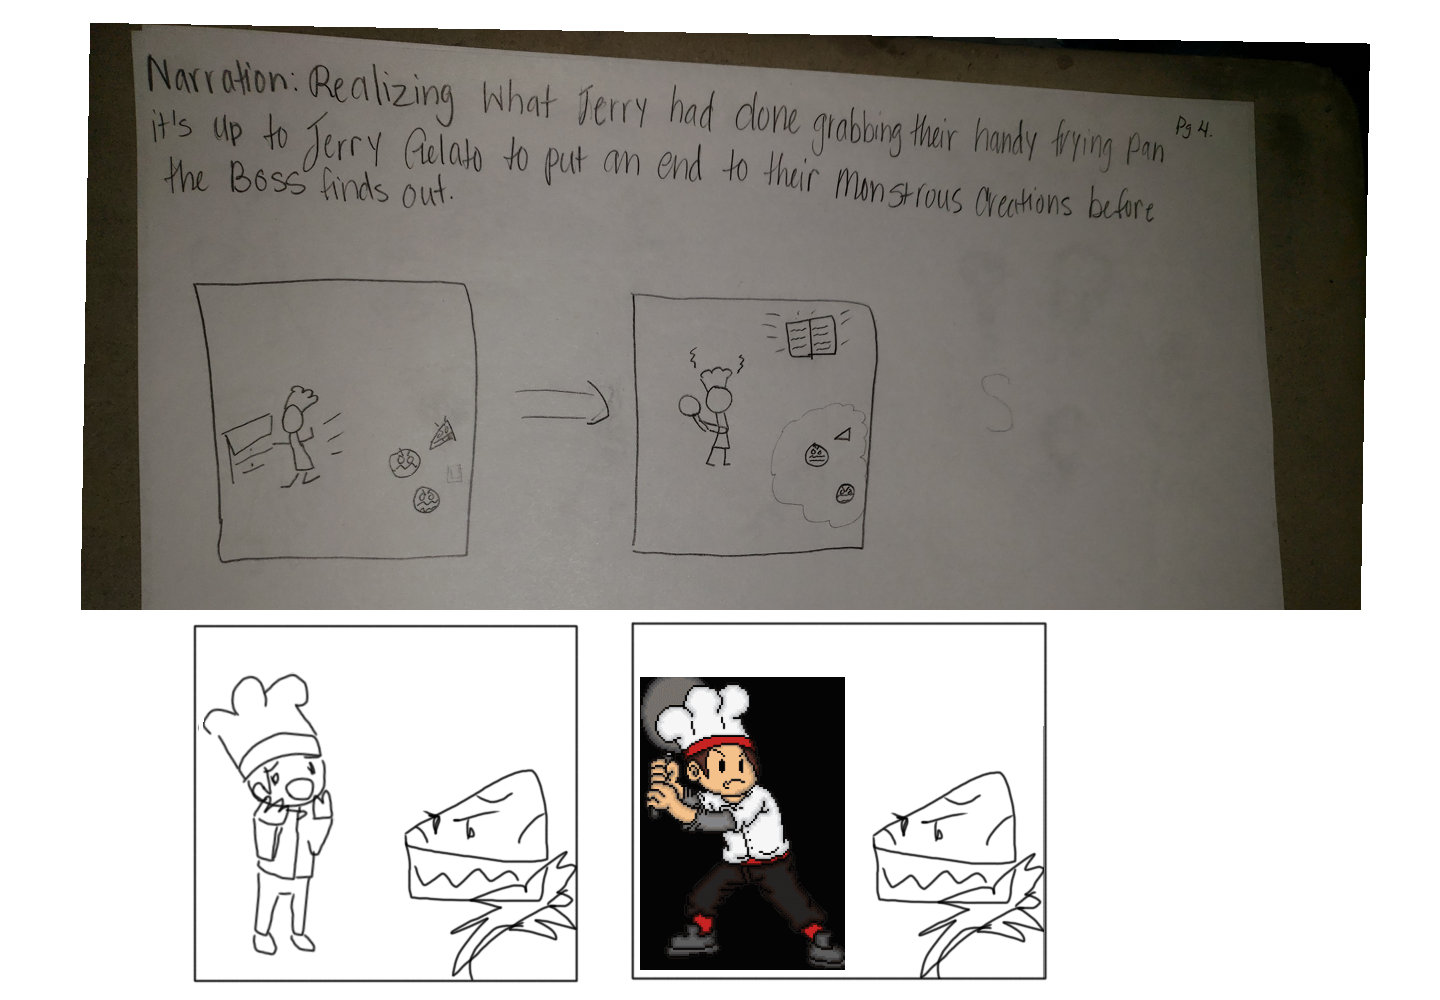 Narration: Realizing what Jerry had done grabbing their handy frying pan
Pg 4.
it's up to Jerry Gelato to put an end to their monstrous creations before
the Boss finds out.
S